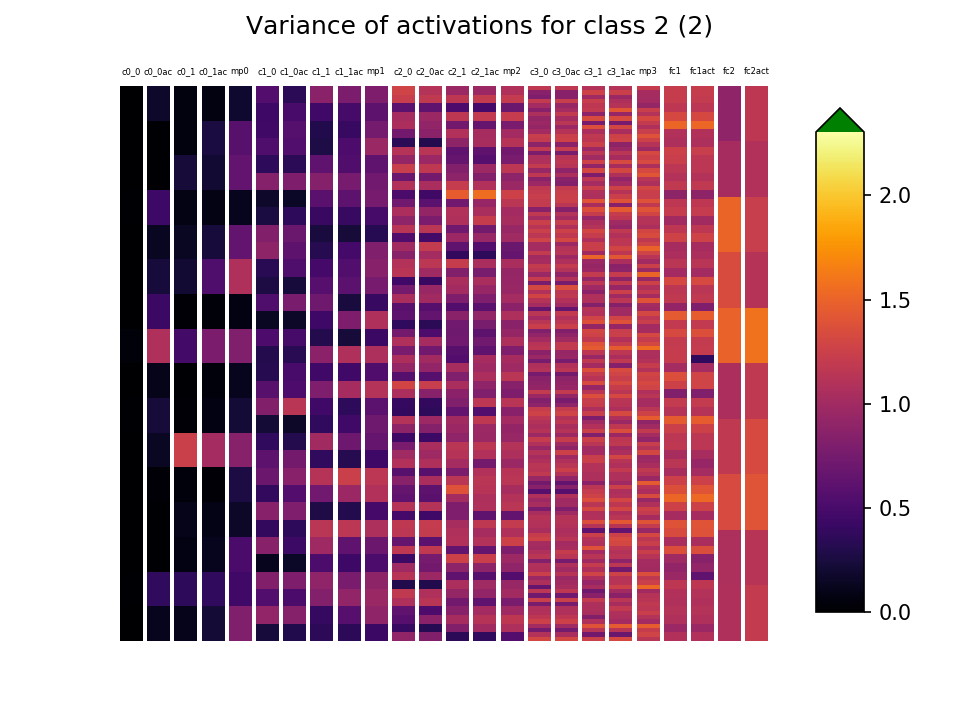 Variance of activations for class 2 (2)
c0_0 c0_0ac c0_1 c0_1ac mp0 c1_0 c1_0ac c1_1 c1_1ac mp1 c2_0 c2_0ac c2_1 c2_1ac mp2 c3_0 c3_0ac c3_1 c3_1ac mp3 fc1 fc1act fc2 fc2act
2.0
1.5
1.0
0.5
0.0